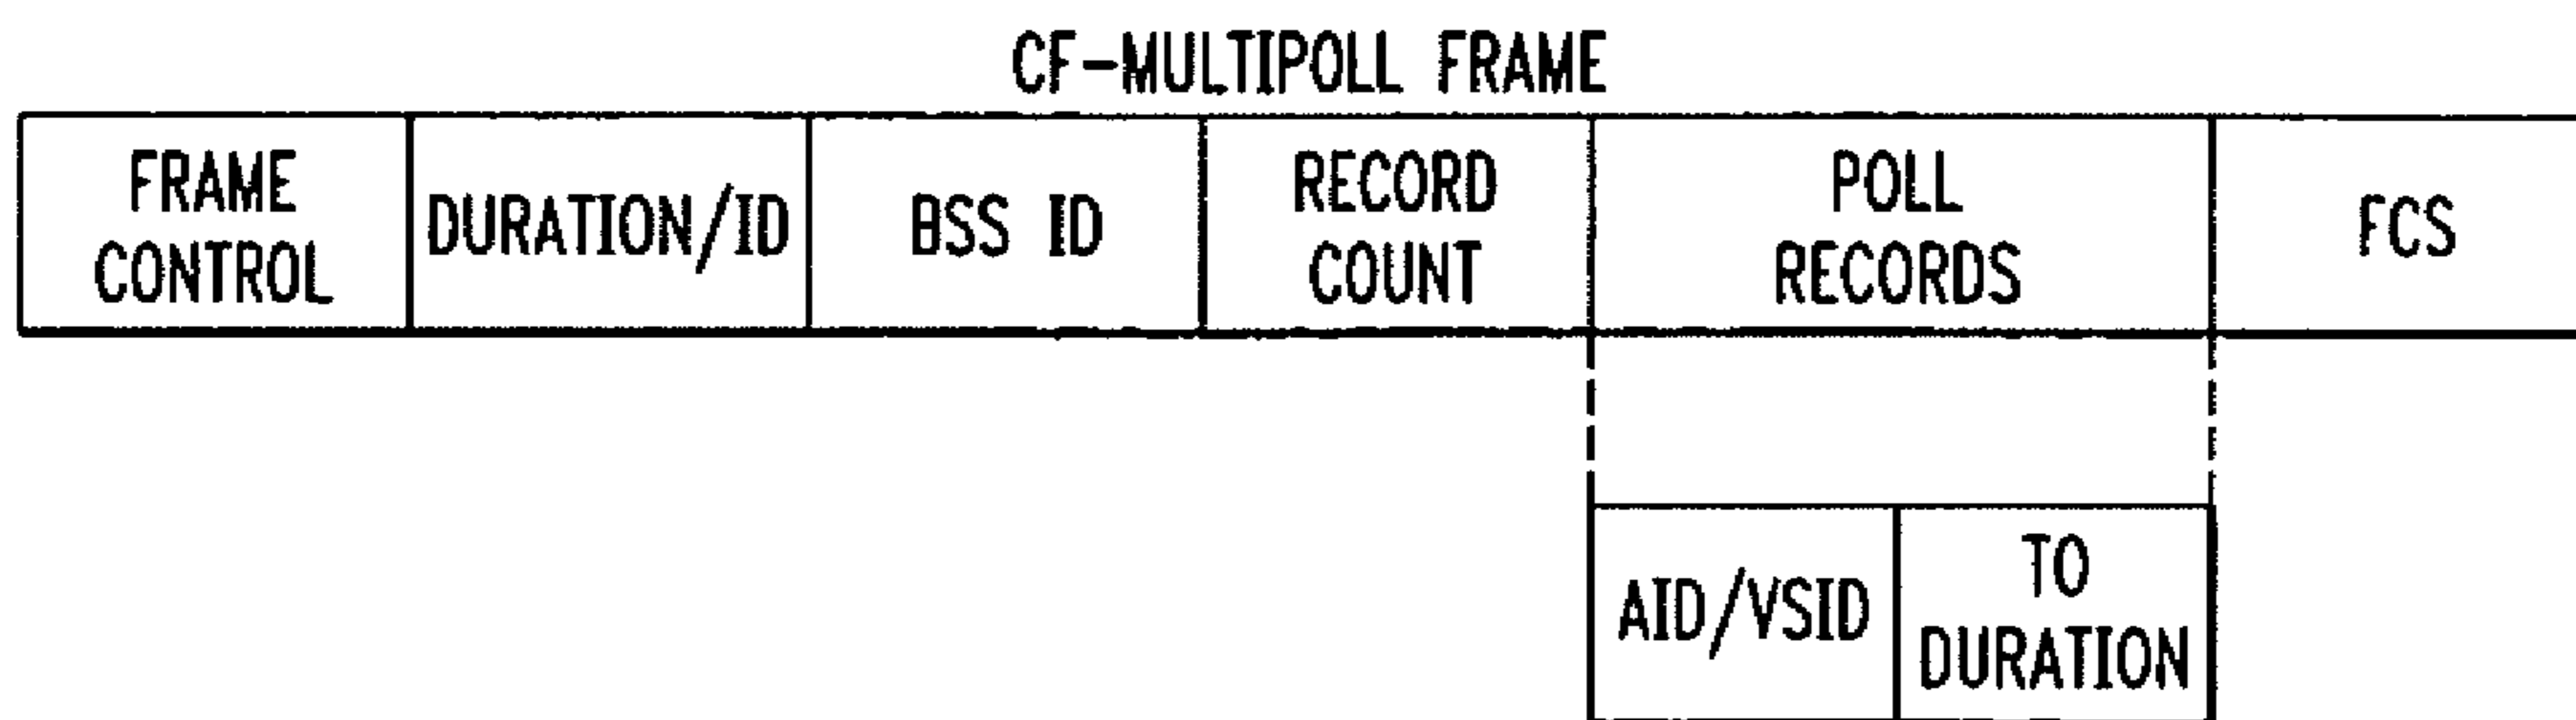 CF-MULTIPOLL FRAME
FRAME
CONTROL
DURATION/ID
BSS ID
RECORD
COUNT
POLL
RECORDS
FCS
AID/VSID
TO
DURATION